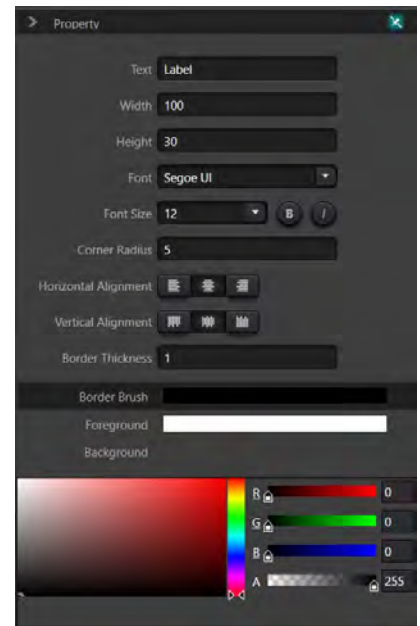 Property
Text Label
Width 100
Height 30
Font Segoe UI
Font Size 12 B I
Corner Radius 5
Horizontal Alignment
Vertical Alignment
Border Thickness 1
Border Brush
Foreground
Background
R 0
G 0
B 0
A 255